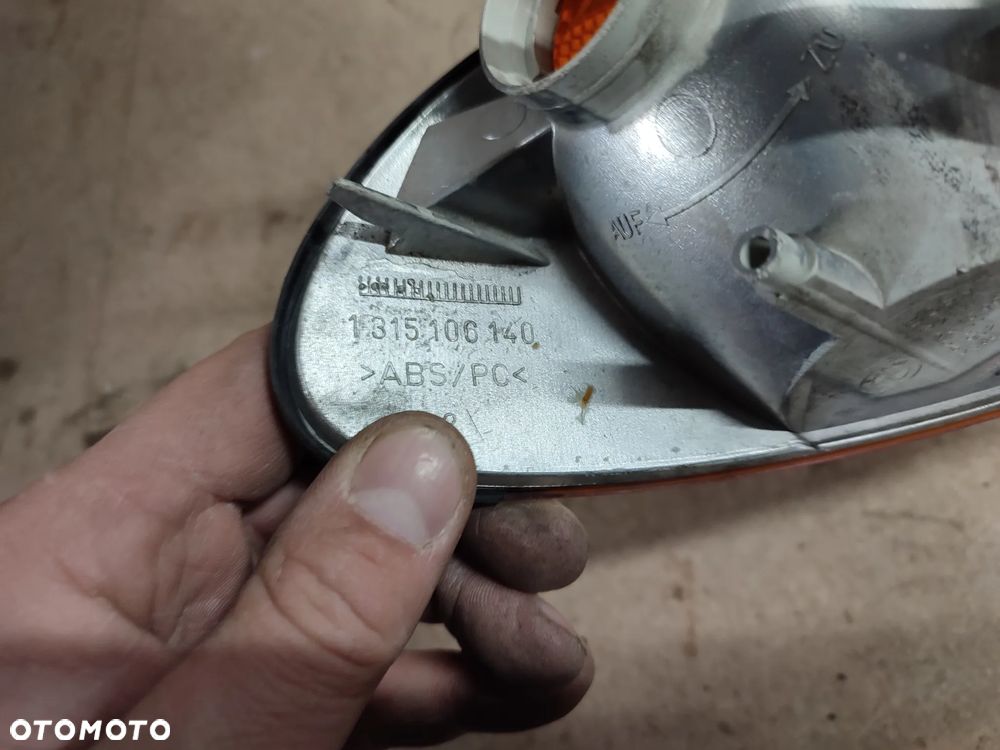 ZU
AUF
1 315 106 140
>ABS/PC<
OTOMOTO